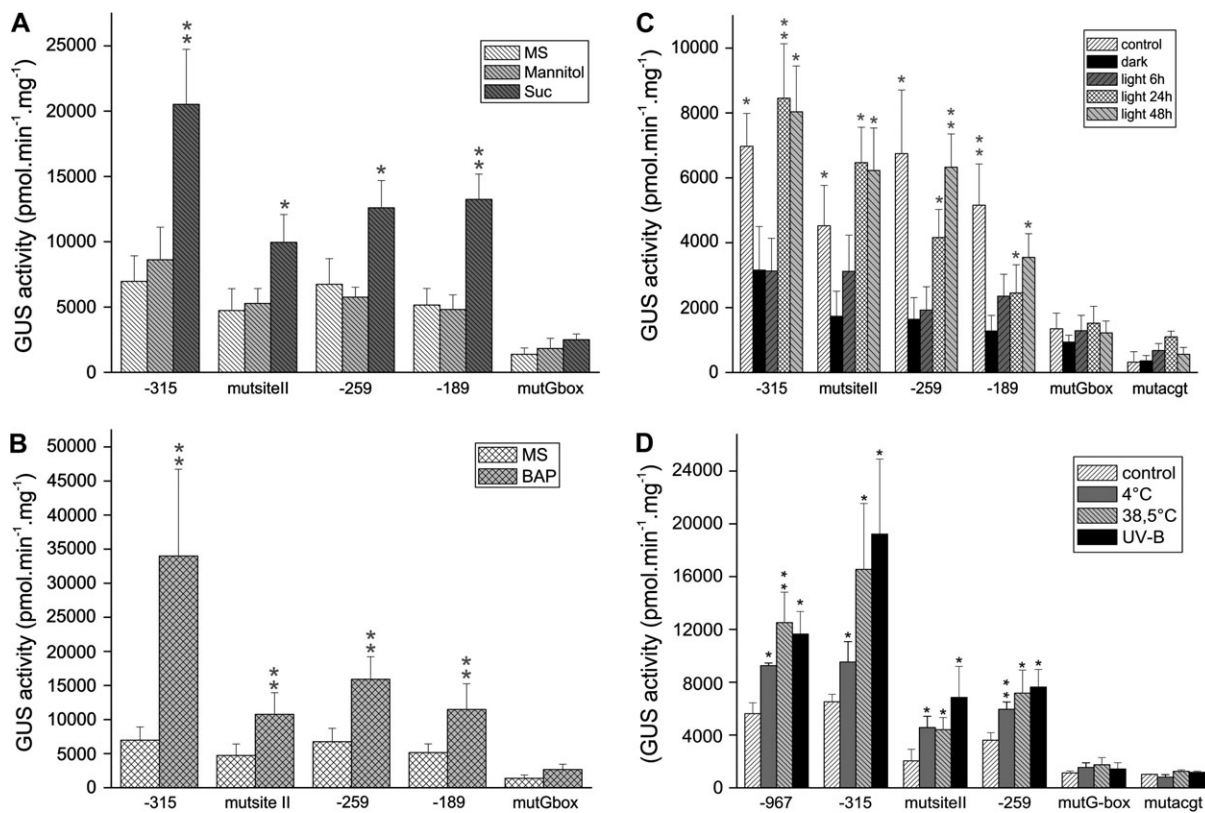 A
GUS activity (pmol.min⁻¹.mg⁻¹)
25000
20000
15000
10000
5000
0
**
*
*
**
MS
Mannitol
Suc
-315 mutsiteII -259 -189 mutGbox
B
GUS activity (pmol.min⁻¹.mg⁻¹)
50000
45000
40000
35000
30000
25000
20000
15000
10000
5000
0
**
**
**
**
MS
BAP
-315 mutsite II -259 -189 mutGbox
C
GUS activity (pmol.min⁻¹.mg⁻¹)
10000
8000
6000
4000
2000
0
* ** *
* * *
* * **
** * *
control
dark
light 6h
light 24h
light 48h
-315 mutsiteII -259 -189 mutGbox mutacgt
D
(GUS activity (pmol.min⁻¹.mg⁻¹)
24000
20000
16000
12000
8000
4000
0
* ** *
* * *
* * *
** * *
control
4°C
38,5°C
UV-B
-967 -315 mutsiteII -259 mutG-box mutacgt